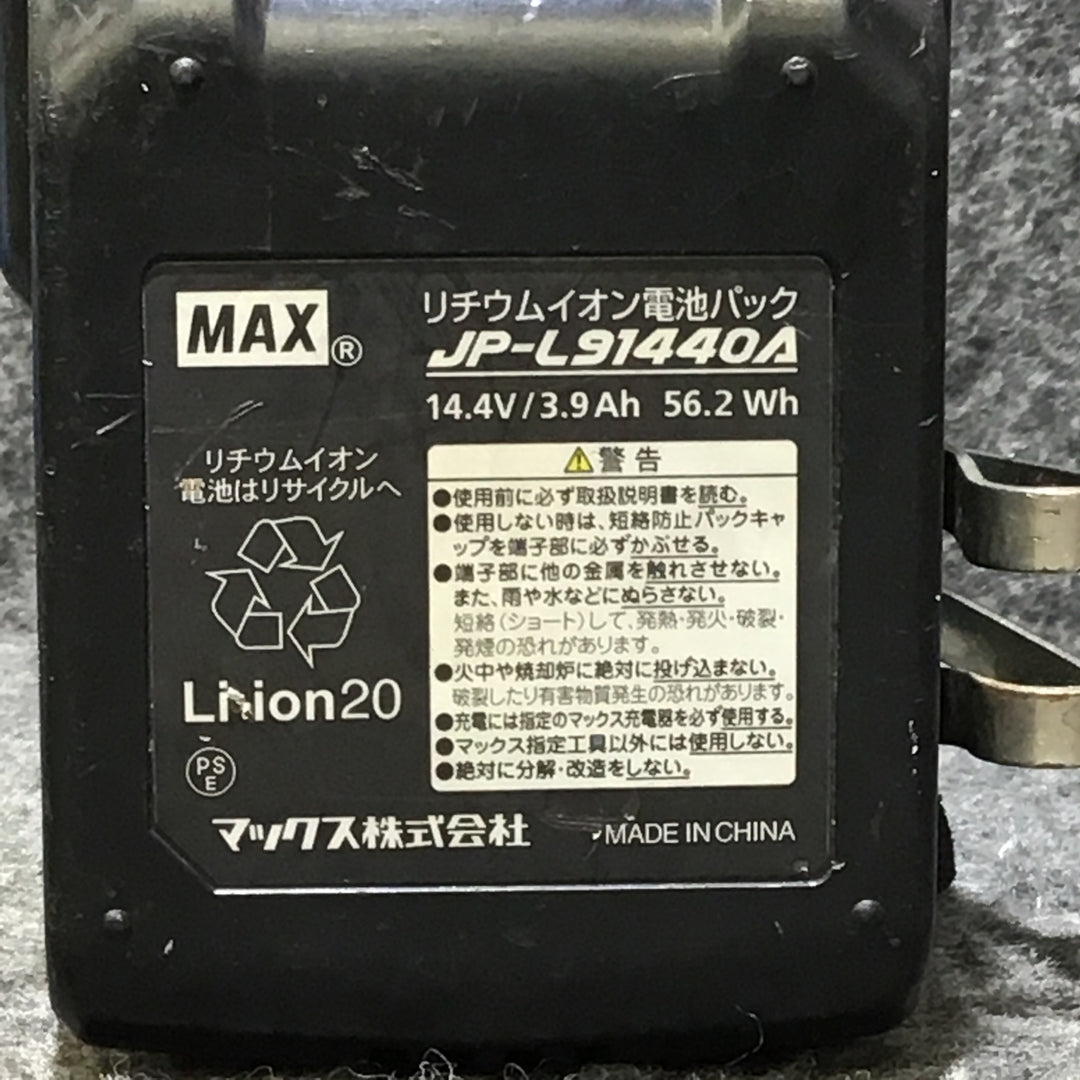 MAX®
リチウムイオン電池パック
JP-L91440A
14.4V/3.9Ah 56.2Wh
リチウムイオン
電池はリサイクルへ
Li-ion20
PS
E
⚠警告
●使用前に必ず取扱説明書を読む。
●使用しない時は、短絡防止パックキャ
ップを端子部に必ずかぶせる。
●端子部に他の金属を触れさせない。
また、雨や水などにぬらさない。
短絡(ショート)して、発熱・発火・破裂・
発煙の恐れがあります。
●火中や焼却炉に絶対に投げ込まない。
破裂したり有害物質発生の恐れがあります。
●充電には指定のマックス充電器を必ず使用する。
●マックス指定工具以外には使用しない。
●絶対に分解・改造をしない。
マックス株式会社
MADE IN CHINA